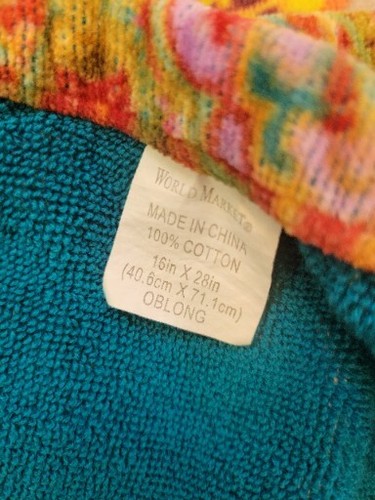 WORLD MARKET®
MADE IN CHINA
100% COTTON
16in X 28in
(40.6cm X 71.1cm)
OBLONG